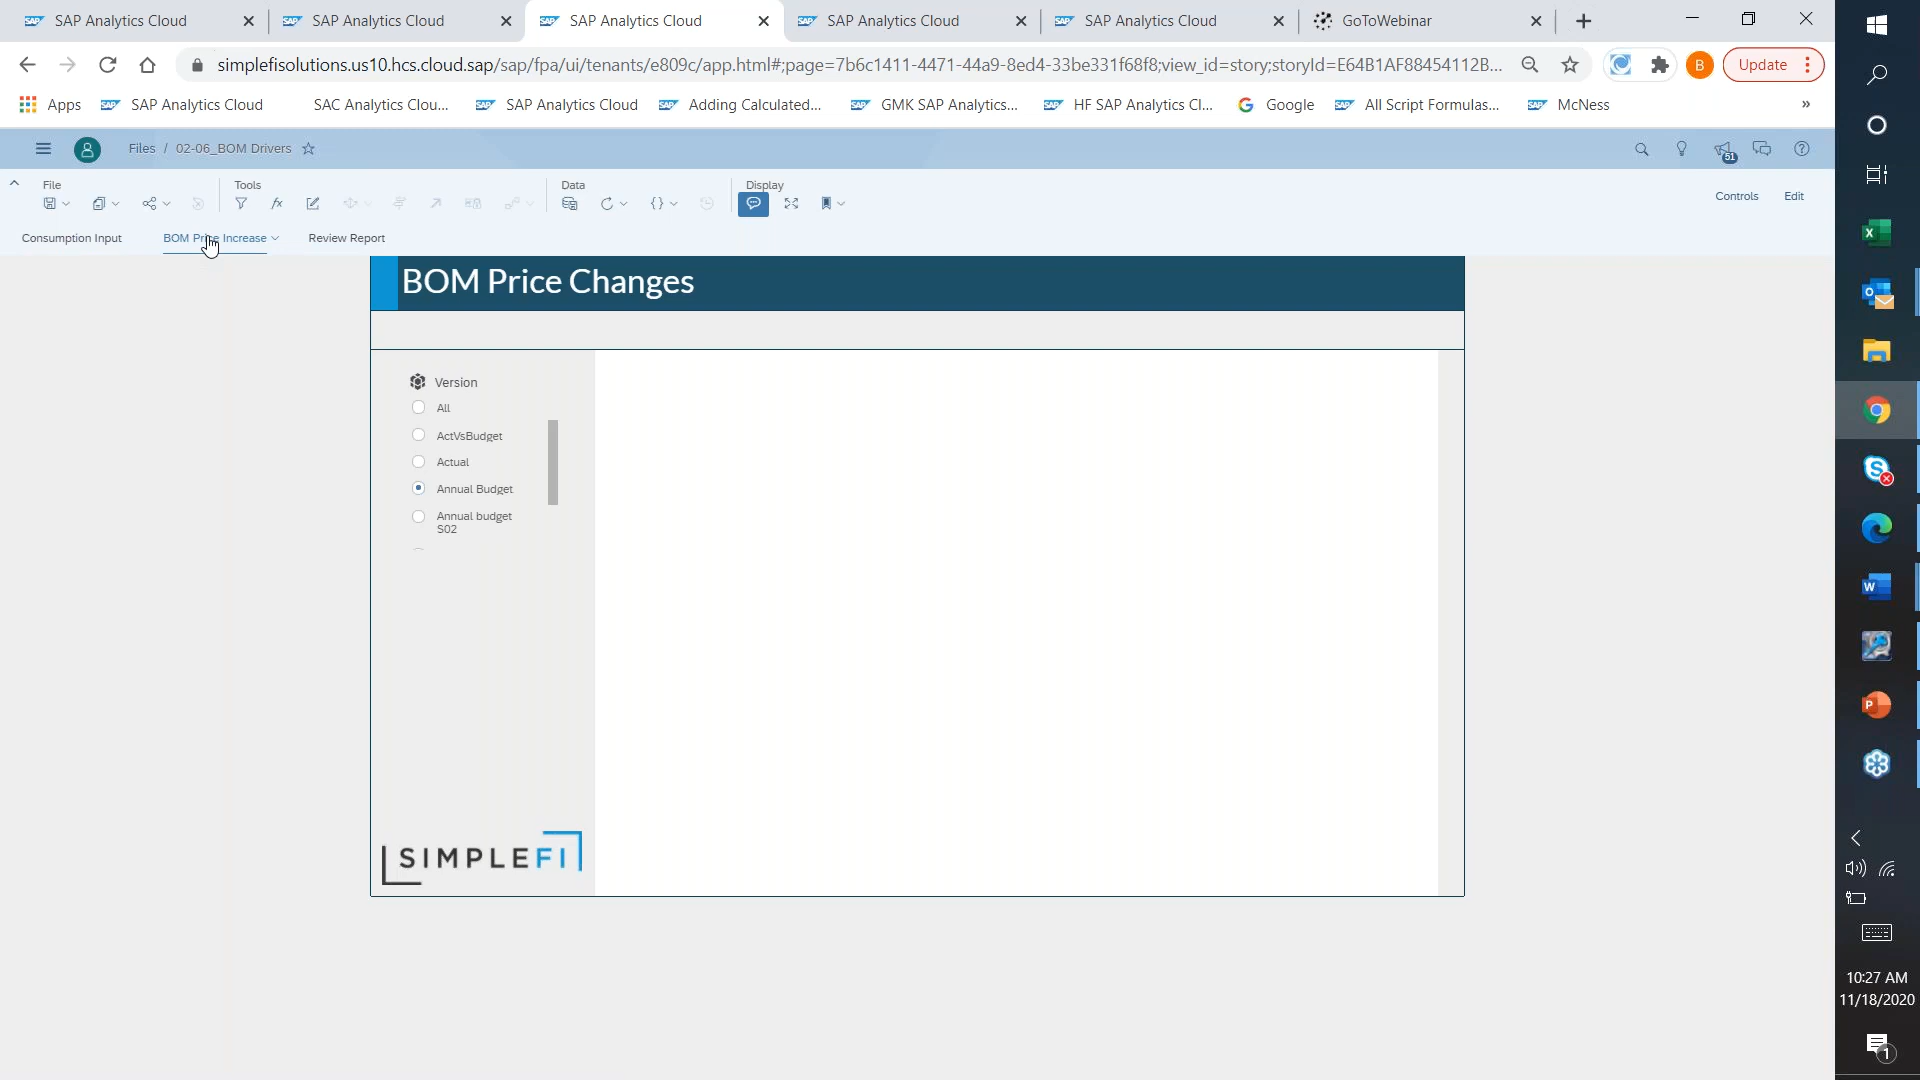 SAP Analytics Cloud
SAP Analytics Cloud
SAP Analytics Cloud
SAP Analytics Cloud
SAP Analytics Cloud
GoToWebinar
simplefisolutions.us10.hcs.cloud.sap/sap/fpa/ui/tenants/e809c/app.html#;page=7b6c1411-4471-44a9-8ed4-33be331f68f8;view_id=story;storyId=E64B1AF88454112B...
B
Update
Apps
SAP Analytics Cloud
SAC Analytics Clou...
SAP Analytics Cloud
Adding Calculated...
GMK SAP Analytics...
HF SAP Analytics Cl...
Google
All Script Formulas...
McNess
»
Files / 02-06_BOM Drivers
51
File
Tools
Data
Display
Controls
Edit
Consumption Input
BOM Price Increase
Review Report
BOM Price Changes
Version
All
ActVsBudget
Actual
Annual Budget
Annual budget
S02
SIMPLEFI
10:27 AM
11/18/2020
1